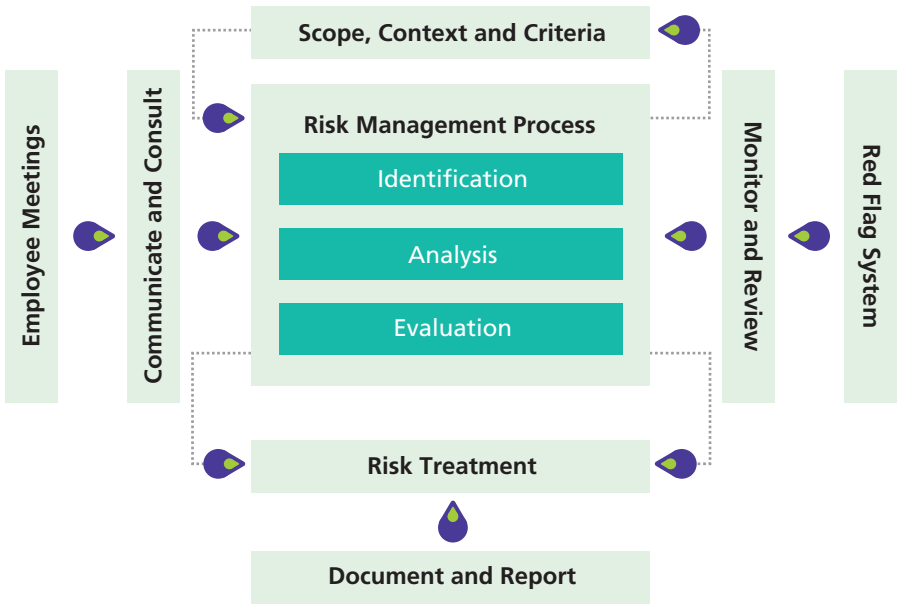 Scope, Context and Criteria
Employee Meetings
Communicate and Consult
Risk Management Process
Identification
Analysis
Evaluation
Monitor and Review
Red Flag System
Risk Treatment
Document and Report